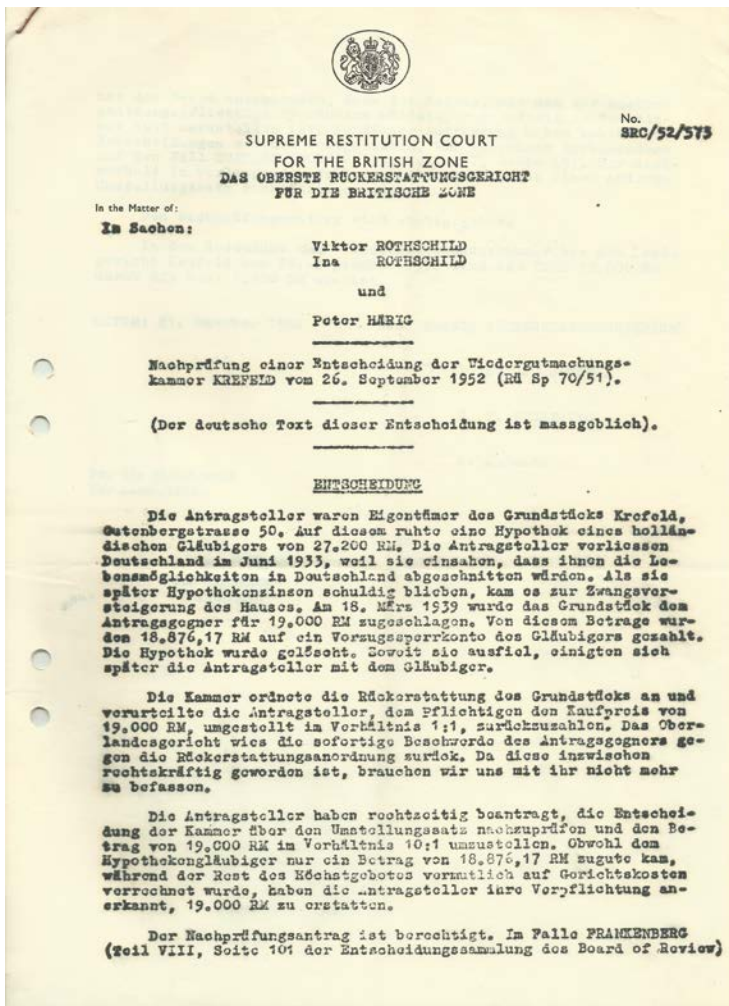 No.
SRC/52/573
SUPREME RESTITUTION COURT
FOR THE BRITISH ZONE
DAS OBERSTE RÜCKERSTATTUNGSGERICHT
FÜR DIE BRITISCHE ZONE
In the Matter of:
In Sachen:
Viktor ROTHSCHILD
Ina ROTHSCHILD
und
Peter HÄRIG
Nachprüfung einer Entscheidung der Wiedergutmachungs-
kammer KREFELD vom 26. September 1952 (Rü Sp 70/51).
(Der deutsche Text dieser Entscheidung ist massgeblich).
ENTSCHEIDUNG
Die Antragsteller waren Eigentümer des Grundstücks Krefeld,
Gutenbergstrasse 50. Auf diesem ruhte eine Hypothek eines hollän-
dischen Gläubigers von 27.200 RM. Die Antragsteller verliessen
Deutschland im Juni 1933, weil sie einsahen, dass ihnen die Le-
bensmöglichkeiten in Deutschland abgeschnitten würden. Als sie
später Hypothekenzinsen schuldig blieben, kam es zur Zwangsver-
steigerung des Hauses. Am 18. März 1939 wurde das Grundstück dem
Antragsgegner für 19.000 RM zugeschlagen. Von diesem Betrage wur-
den 18.876,17 RM auf ein Vorzugssperrkonto des Gläubigers gezahlt.
Die Hypothek wurde gelöscht. Soweit sie ausfiel, einigten sich
später die Antragsteller mit dem Gläubiger.
Die Kammer ordnete die Rückerstattung des Grundstücks an und
verurteilte die Antragsteller, dem Pflichtigen den Kaufpreis von
19.000 RM, umgestellt im Verhältnis 1:1, zurückzuzahlen. Das Ober-
landesgericht wies die sofortige Beschwerde des Antragsgegners ge-
gen die Rückerstattungsanordnung zurück. Da diese inzwischen
rechtskräftig geworden ist, brauchen wir uns mit ihr nicht mehr
zu befassen.
Die Antragsteller haben rechtzeitig beantragt, die Entschei-
dung der Kammer über den Umstellungssatz nachzuprüfen und den Be-
trag von 19.000 RM im Verhältnis 10:1 umzustellen. Obwohl dem
Hypothekengläubiger nur ein Betrag von 18.876,17 RM zugute kam,
während der Rest des Höchstgebotes vermutlich auf Gerichtskosten
verrechnet wurde, haben die Antragsteller ihre Verpflichtung an-
erkannt, 19.000 RM zu erstatten.
Der Nachprüfungsantrag ist berechtigt. Im Falle FRANKENBERG
(Teil VIII, Seite 101 der Entscheidungssammlung des Board of Review)